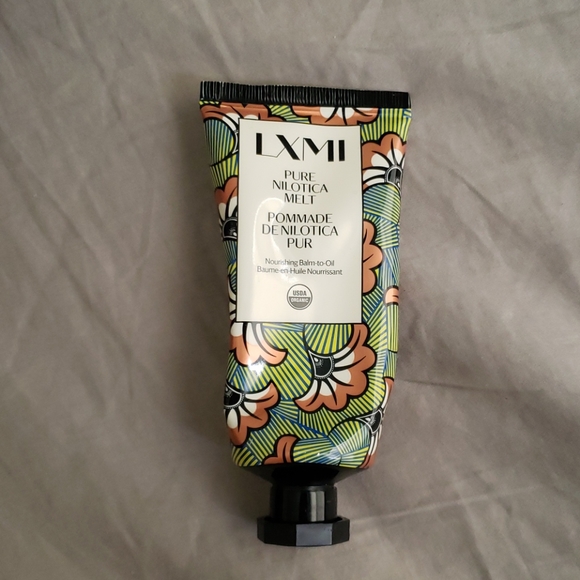 LXMI
PURE
NILOTICA
MELT
POMMADE
DE NILOTICA
PUR
Nourishing Balm-to-Oil
Baume-en-Huile Nourrissant
USDA
ORGANIC